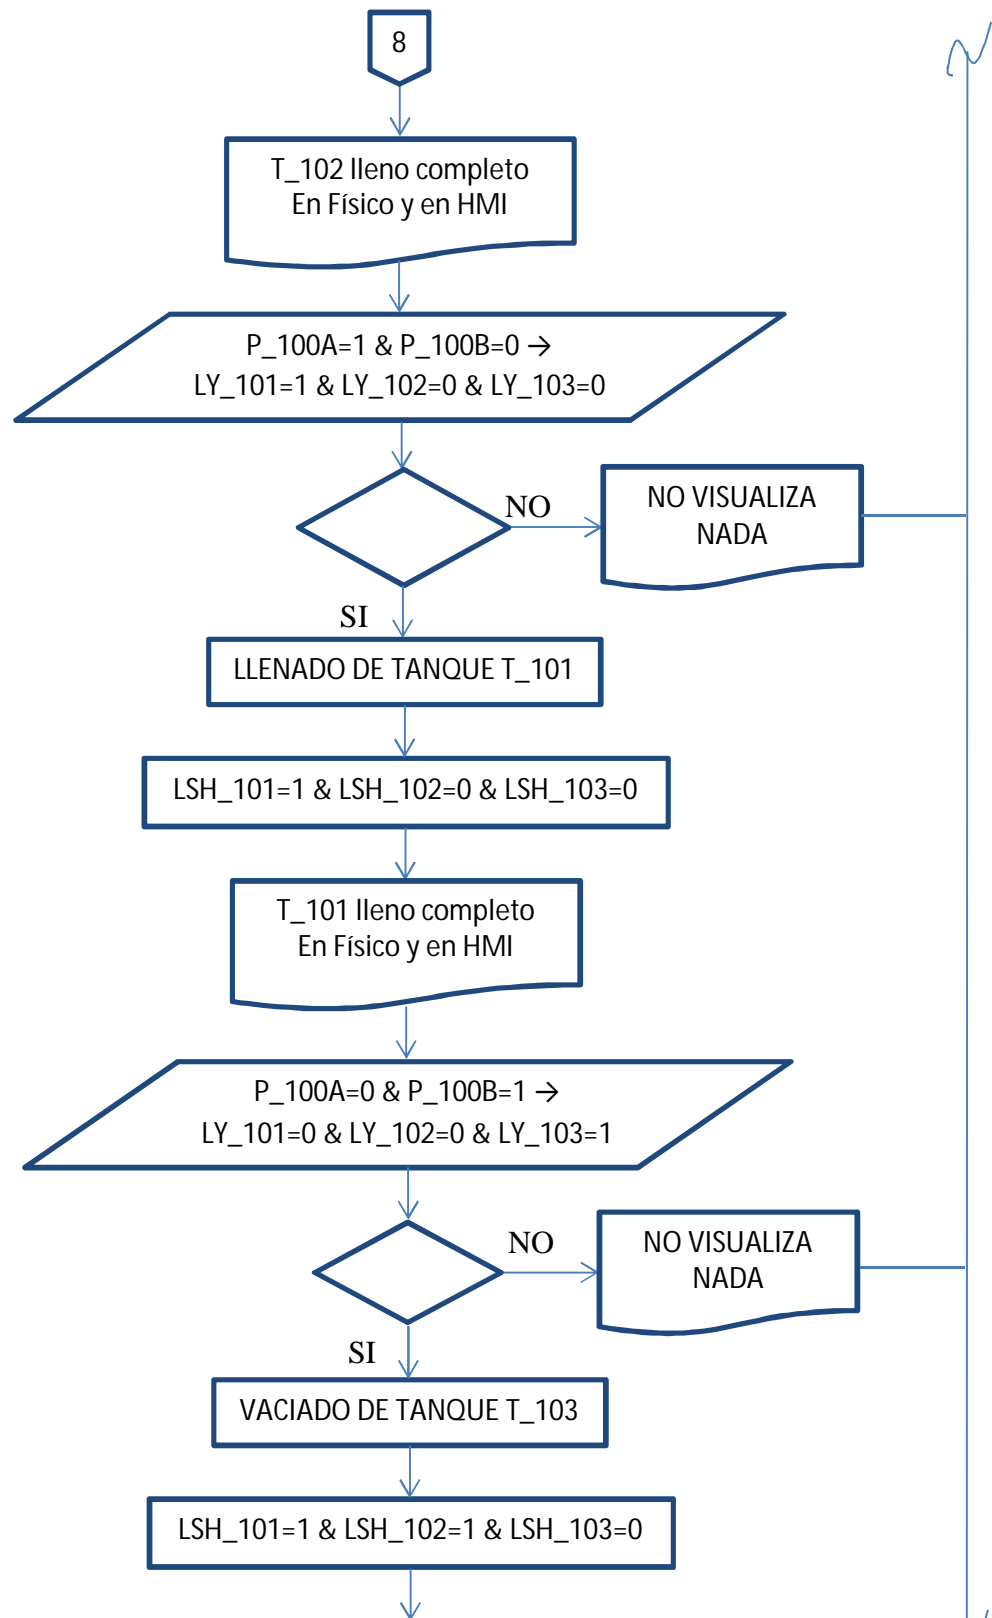 8
T_102 lleno completo
En Físico y en HMI
P_100A=1 & P_100B=0 →
LY_101=1 & LY_102=0 & LY_103=0
NO
NO VISUALIZA
NADA
SI
LLENADO DE TANQUE T_101
LSH_101=1 & LSH_102=0 & LSH_103=0
T_101 lleno completo
En Físico y en HMI
P_100A=0 & P_100B=1 →
LY_101=0 & LY_102=0 & LY_103=1
NO
NO VISUALIZA
NADA
SI
VACIADO DE TANQUE T_103
LSH_101=1 & LSH_102=1 & LSH_103=0